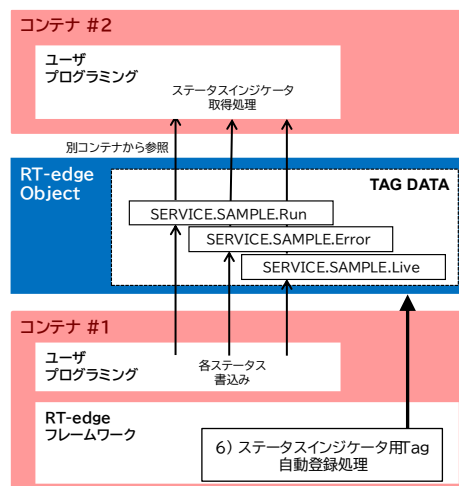 コンテナ #2
ユーザ
プログラミング
ステータスインジケータ
取得処理
別コンテナから参照
RT-edge
Object
TAG DATA
SERVICE.SAMPLE.Run
SERVICE.SAMPLE.Error
SERVICE.SAMPLE.Live
コンテナ #1
ユーザ
プログラミング
各ステータス
書込み
RT-edge
フレームワーク
6) ステータスインジケータ用Tag
自動登録処理